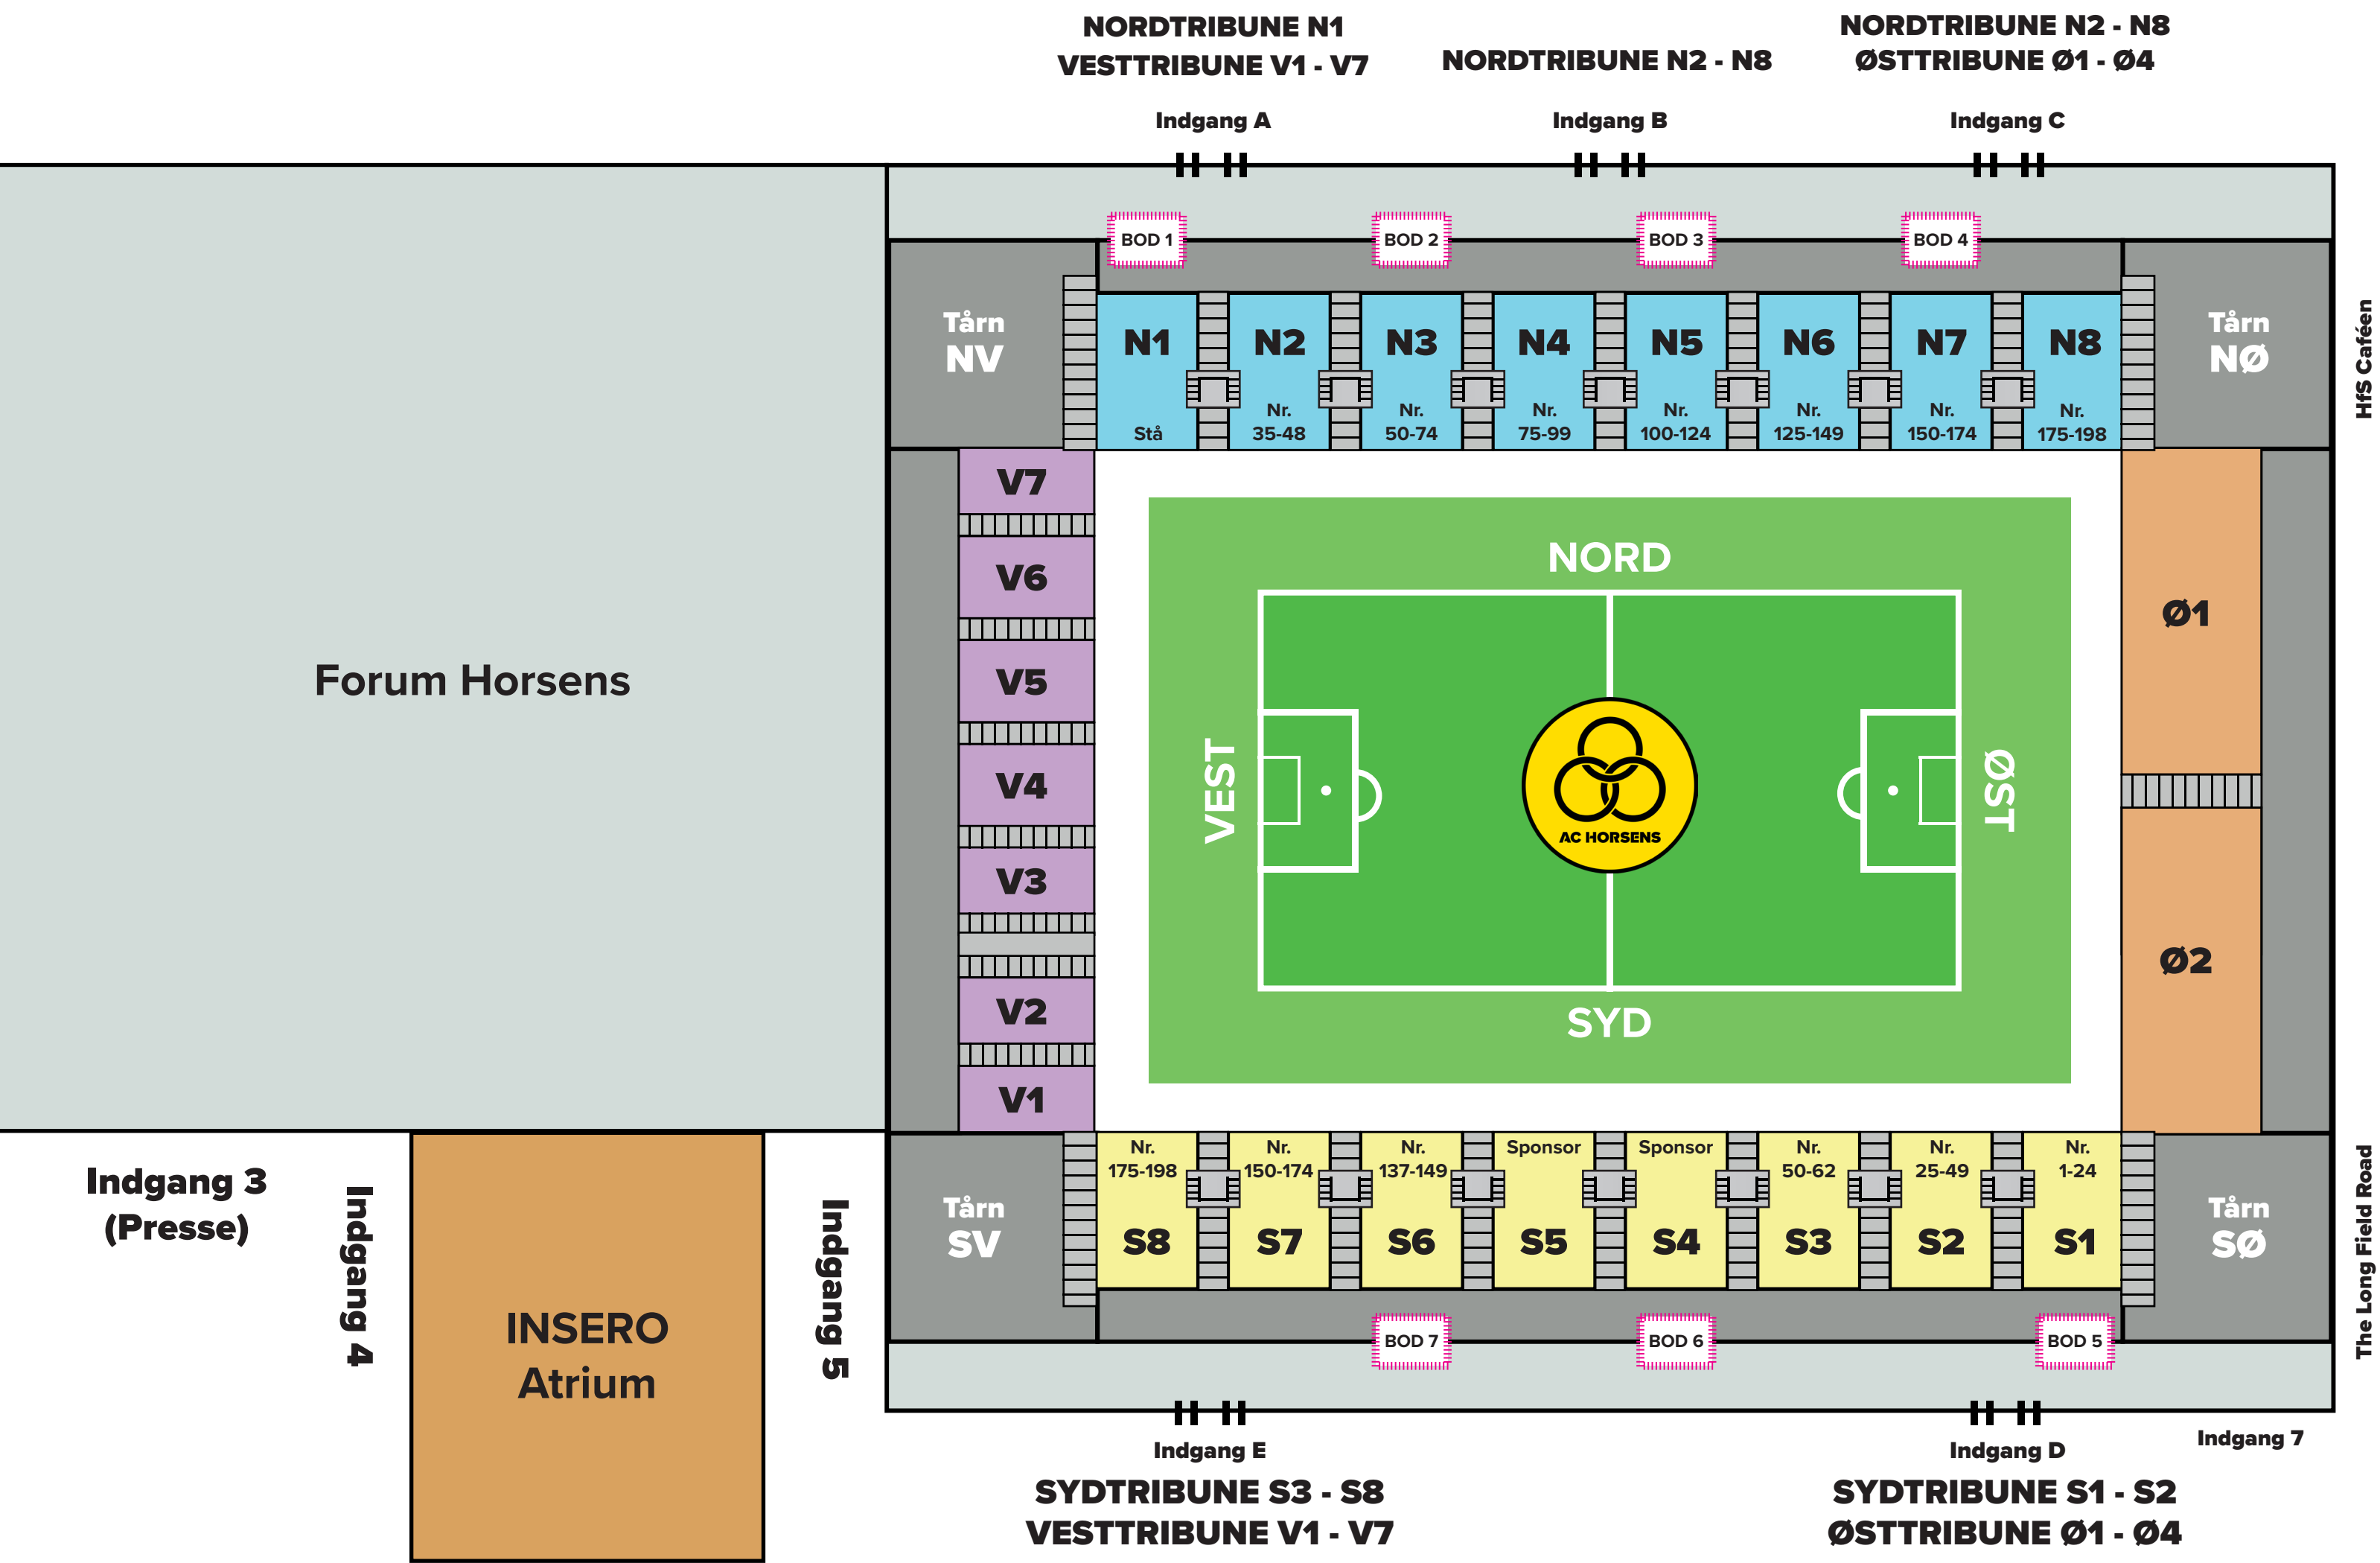 NORDTRIBUNE N1
VESTTRIBUNE V1 - V7
NORDTRIBUNE N2 - N8
NORDTRIBUNE N2 - N8
ØSTTRIBUNE Ø1 - Ø4
Indgang A
Indgang B
Indgang C
BOD 1
BOD 2
BOD 3
BOD 4
Tårn
NV
N1
Stå
N2
Nr.
35-48
N3
Nr.
50-74
N4
Nr.
75-99
N5
Nr.
100-124
N6
Nr.
125-149
N7
Nr.
150-174
N8
Nr.
175-198
Tårn
NØ
HfS Caféen
Forum Horsens
V7
V6
V5
V4
V3
V2
V1
NORD
VEST
AC HORSENS
ØST
SYD
Ø1
Ø2
Indgang 3
(Presse)
Indgang 4
INSERO
Atrium
Indgang 5
Tårn
SV
Nr.
175-198
S8
Nr.
150-174
S7
Nr.
137-149
S6
Sponsor
S5
Sponsor
S4
Nr.
50-62
S3
Nr.
25-49
S2
Nr.
1-24
S1
Tårn
SØ
The Long Field Road
BOD 7
BOD 6
BOD 5
Indgang E
SYDTRIBUNE S3 - S8
VESTTRIBUNE V1 - V7
Indgang D
SYDTRIBUNE S1 - S2
ØSTTRIBUNE Ø1 - Ø4
Indgang 7